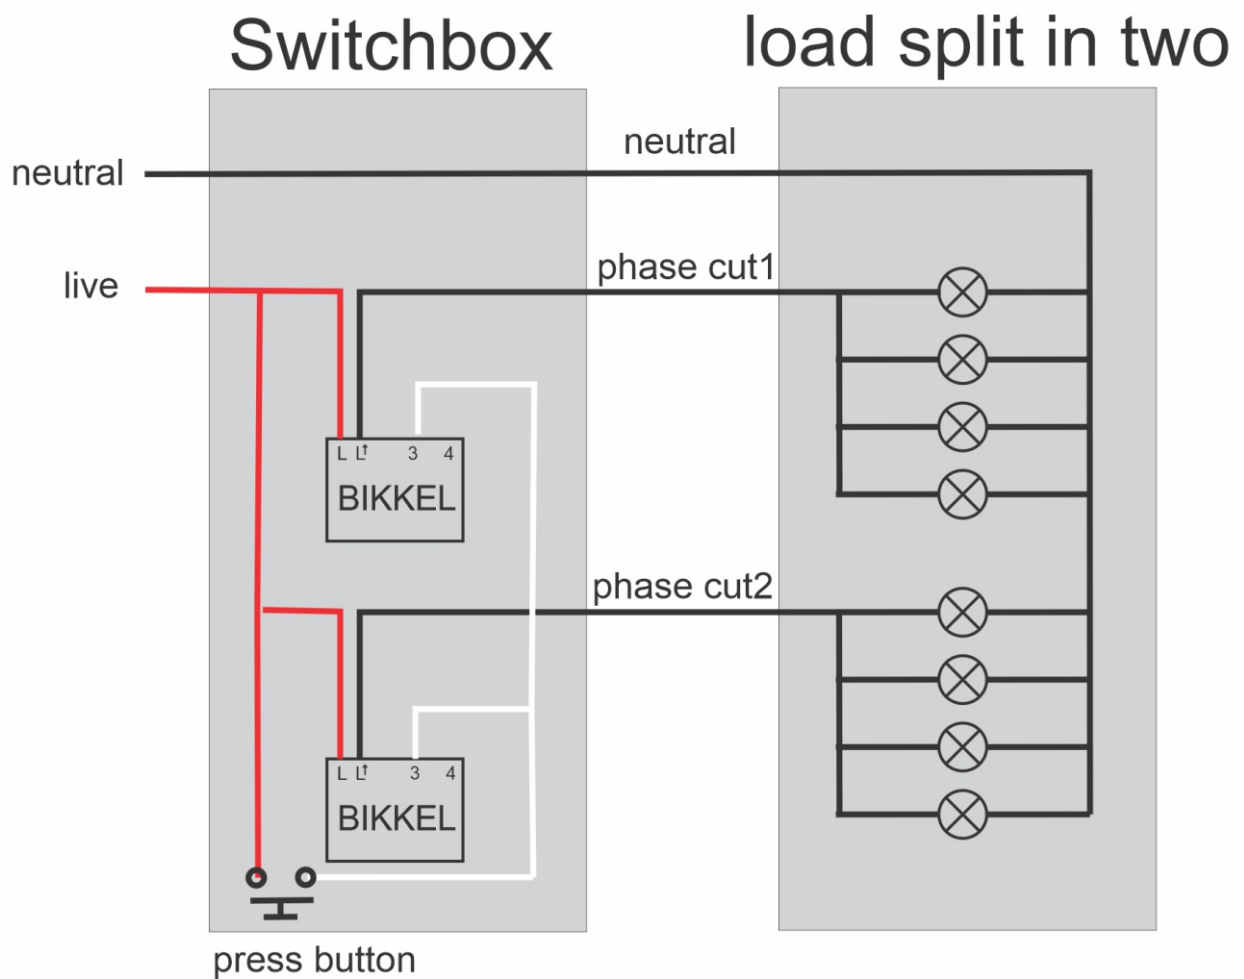 Switchbox
load split in two
neutral
neutral
live
phase cut1
L L↑ 3 4
BIKKEL
phase cut2
L L↑ 3 4
BIKKEL
press button